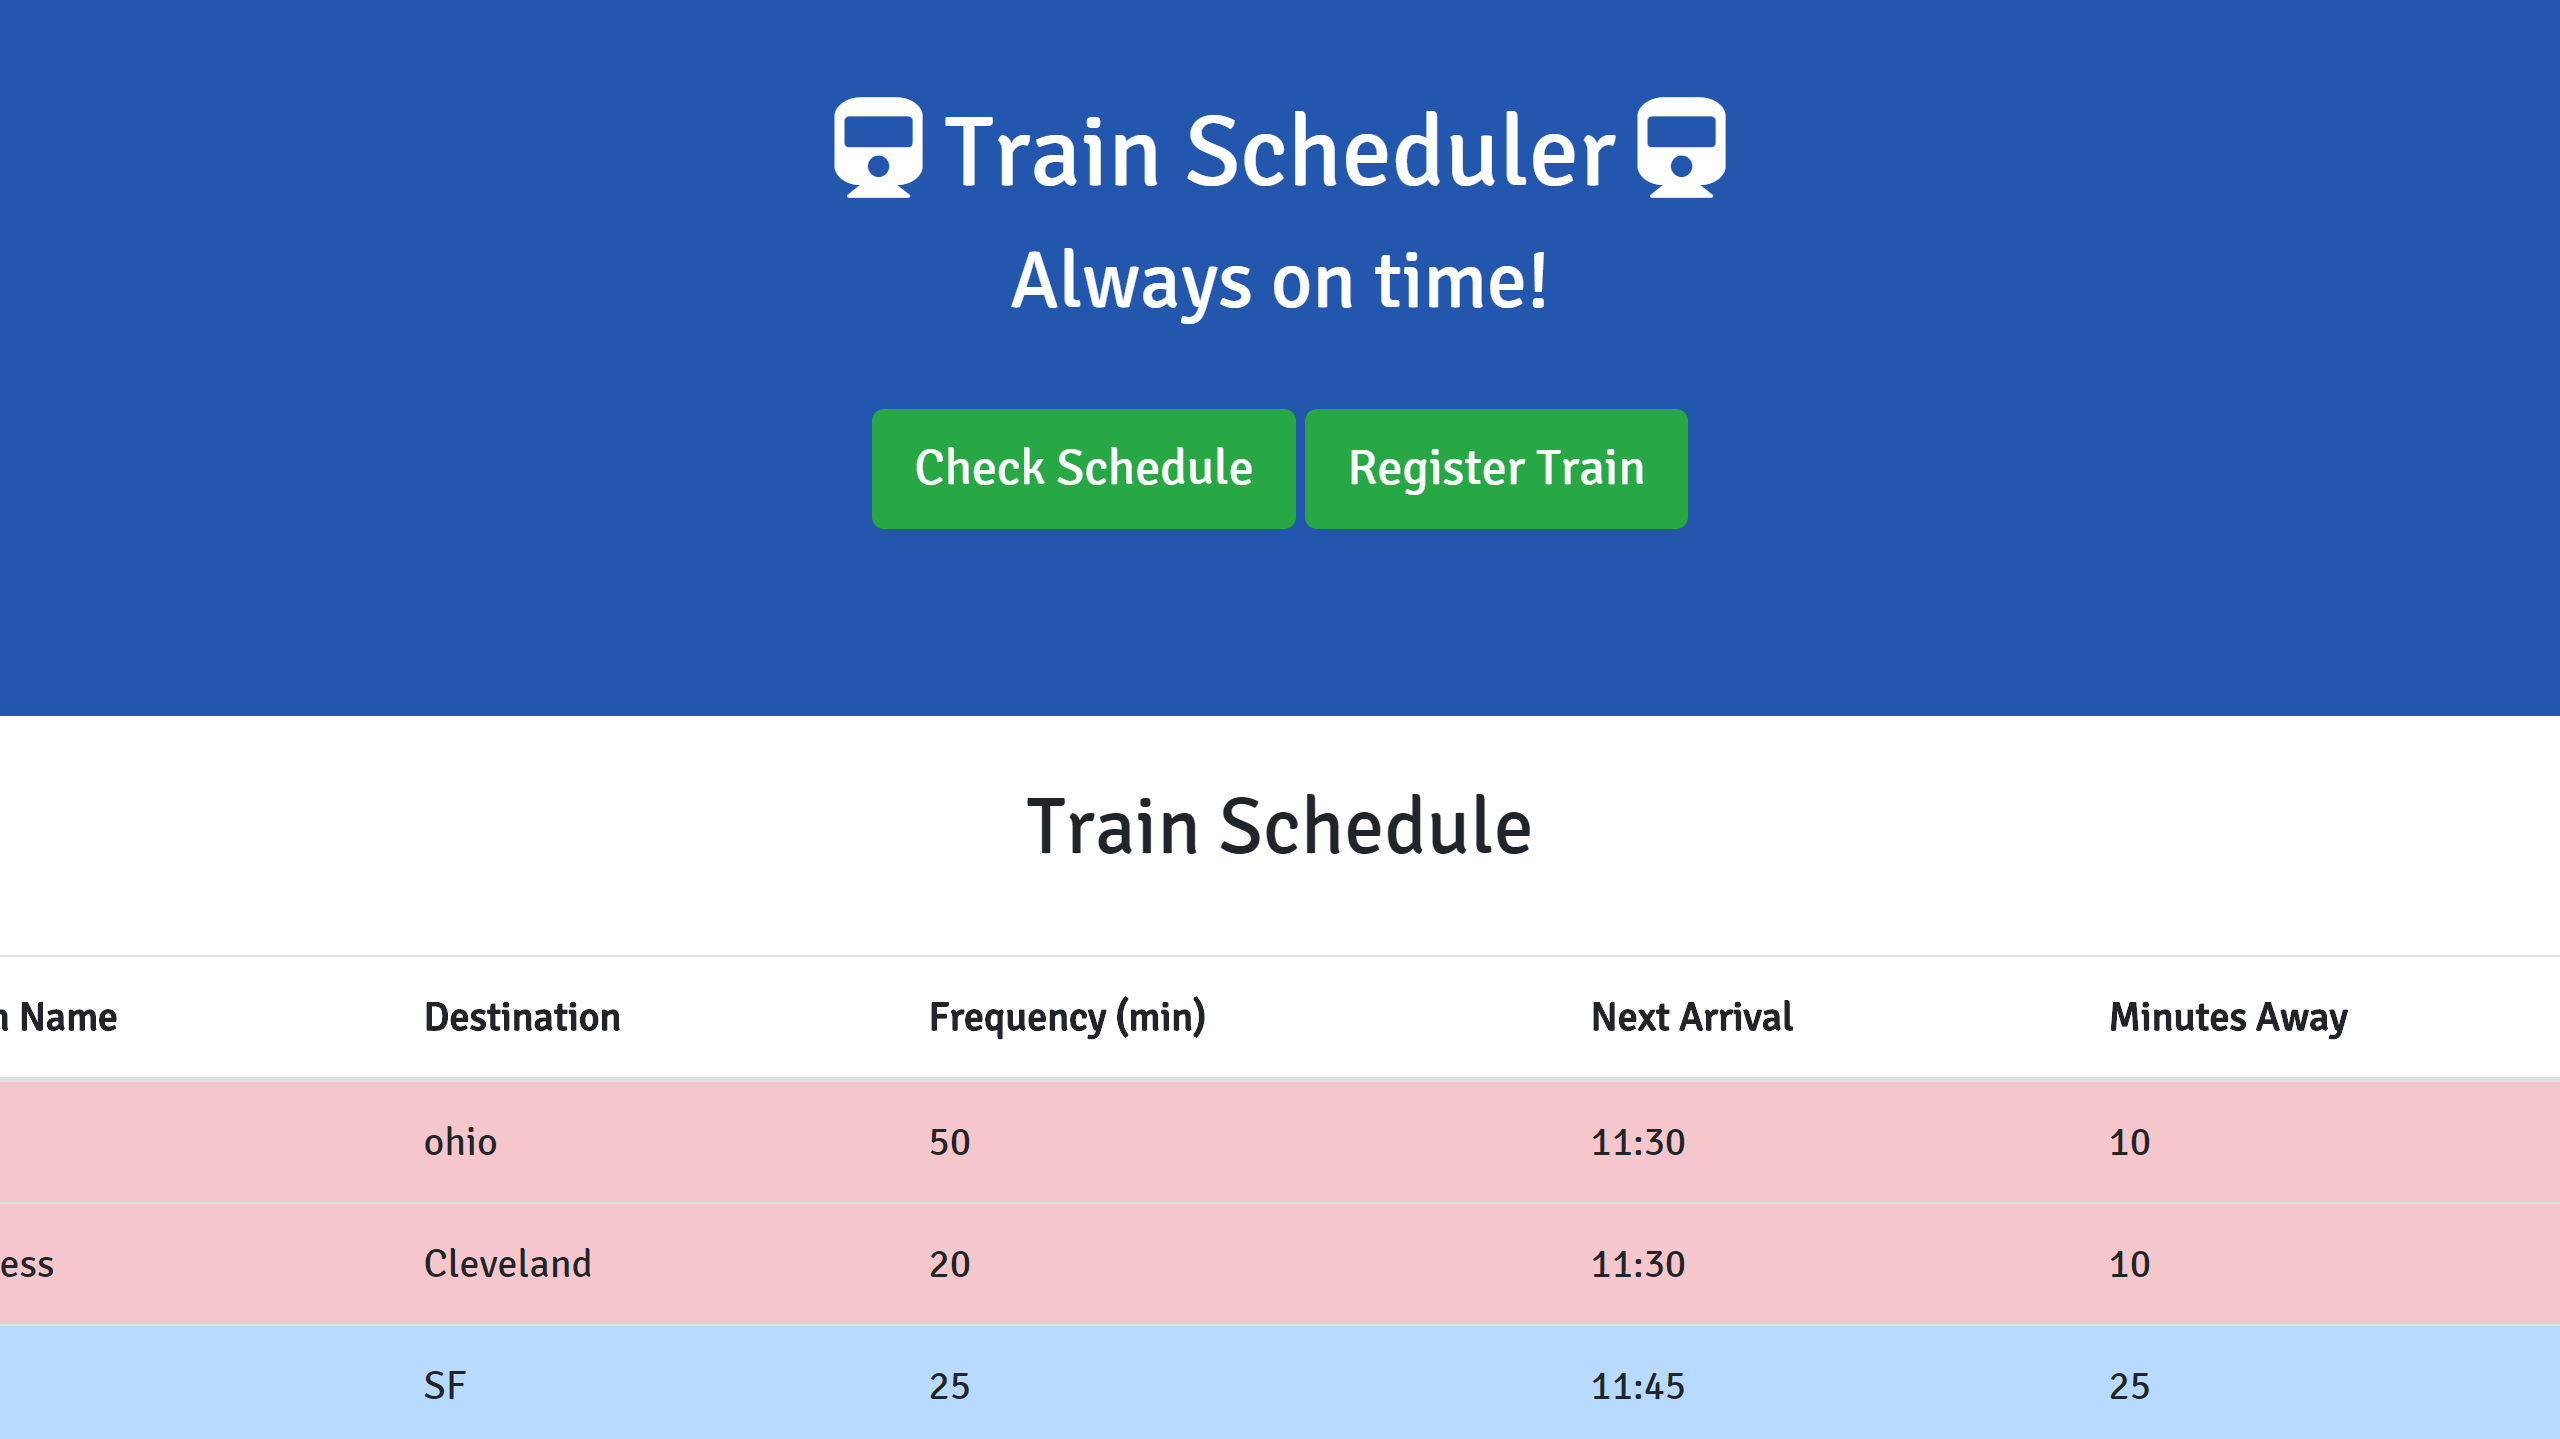 Train Scheduler
Always on time!
Check Schedule Register Train
Train Schedule
Name Destination Frequency (min) Next Arrival Minutes Away
ohio 50 11:30 10
ess Cleveland 20 11:30 10
SF 25 11:45 25